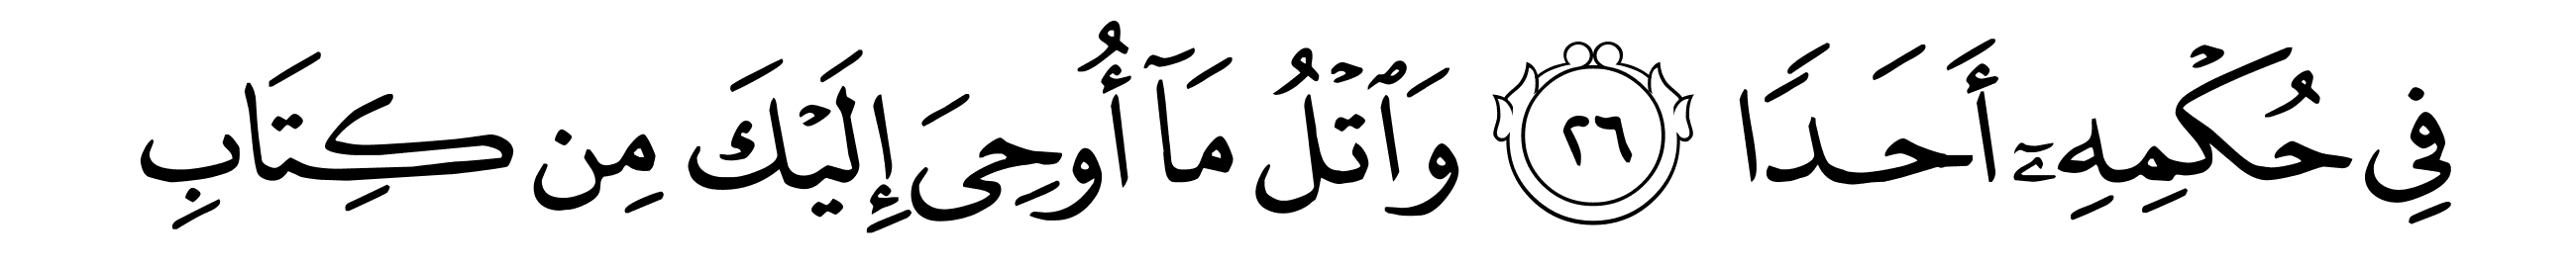 فِي حُكْمِهِۦٓ أَحَدًا ٢٦ وَٱتْلُ مَآ أُوحِىَ إِلَيْكَ مِن كِتَابِ